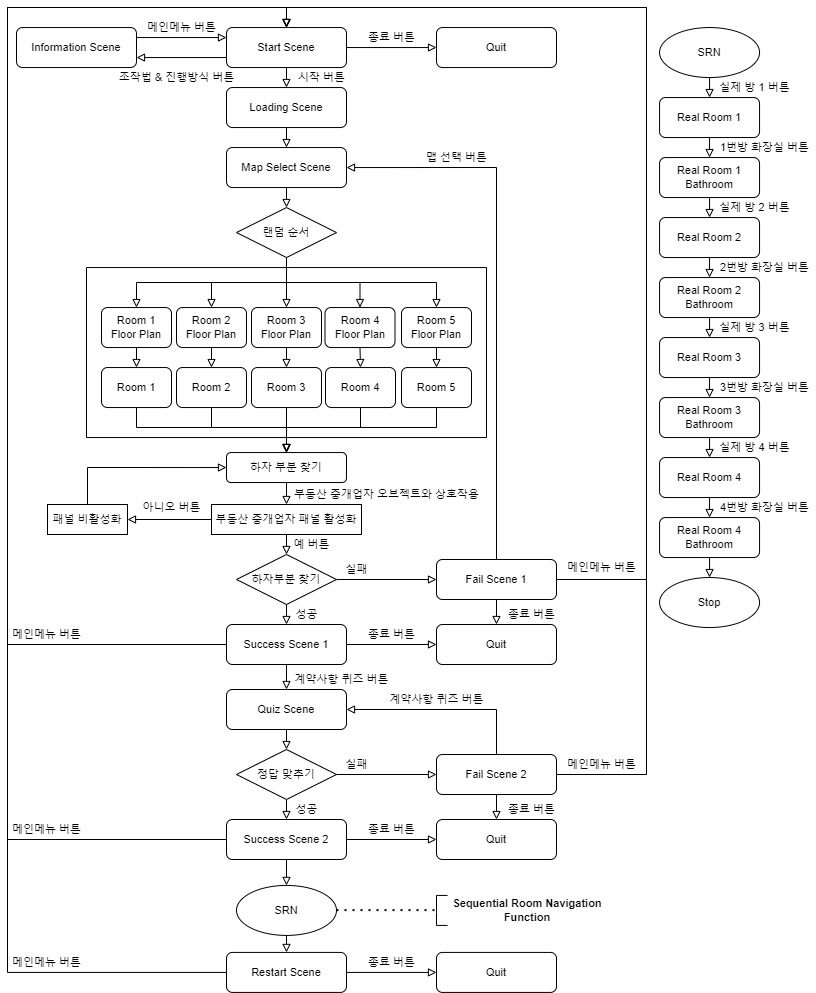 메인메뉴 버튼
Information Scene
Start Scene
종료 버튼
Quit
조작법 & 진행방식 버튼
시작 버튼
Loading Scene
맵 선택 버튼
Map Select Scene
랜덤 순서
Room 1
Floor Plan
Room 2
Floor Plan
Room 3
Floor Plan
Room 4
Floor Plan
Room 5
Floor Plan
Room 1
Room 2
Room 3
Room 4
Room 5
하자 부분 찾기
부동산 중개업자 오브젝트와 상호작용
아니오 버튼
패널 비활성화
부동산 중개업자 패널 활성화
예 버튼
하자부분 찾기
실패
Fail Scene 1
메인메뉴 버튼
성공
종료 버튼
메인메뉴 버튼
Success Scene 1
종료 버튼
Quit
계약사항 퀴즈 버튼
계약사항 퀴즈 버튼
Quiz Scene
정답 맞추기
실패
Fail Scene 2
메인메뉴 버튼
성공
종료 버튼
메인메뉴 버튼
Success Scene 2
종료 버튼
Quit
SRN
Sequential Room Navigation
Function
메인메뉴 버튼
Restart Scene
종료 버튼
Quit
SRN
실제 방 1 버튼
Real Room 1
1번방 화장실 버튼
Real Room 1
Bathroom
실제 방 2 버튼
Real Room 2
2번방 화장실 버튼
Real Room 2
Bathroom
실제 방 3 버튼
Real Room 3
3번방 화장실 버튼
Real Room 3
Bathroom
실제 방 4 버튼
Real Room 4
4번방 화장실 버튼
Real Room 4
Bathroom
Stop